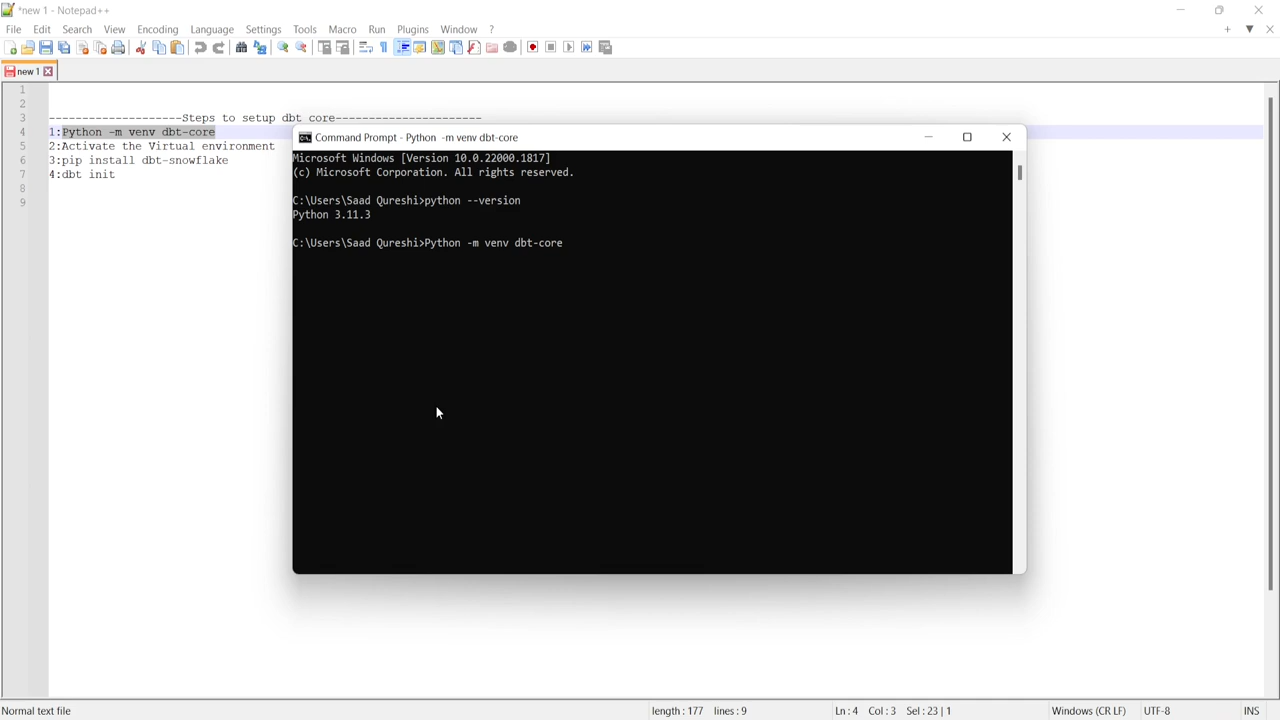 *new 1 - Notepad++
File Edit Search View Encoding Language Settings Tools Macro Run Plugins Window ?
new 1
1
2
3 --------------------Steps to setup dbt core----------------------
4 1:Python -m venv dbt-core
5 2:Activate the Virtual environment
6 3:pip install dbt-snowflake
7 4:dbt init
8
9
Command Prompt - Python -m venv dbt-core
Microsoft Windows [Version 10.0.22000.1817]
(c) Microsoft Corporation. All rights reserved.
C:\Users\Saad Qureshi>python --version
Python 3.11.3
C:\Users\Saad Qureshi>Python -m venv dbt-core
Normal text file length : 177 lines : 9 Ln : 4 Col : 3 Sel : 23 | 1 Windows (CR LF) UTF-8 INS